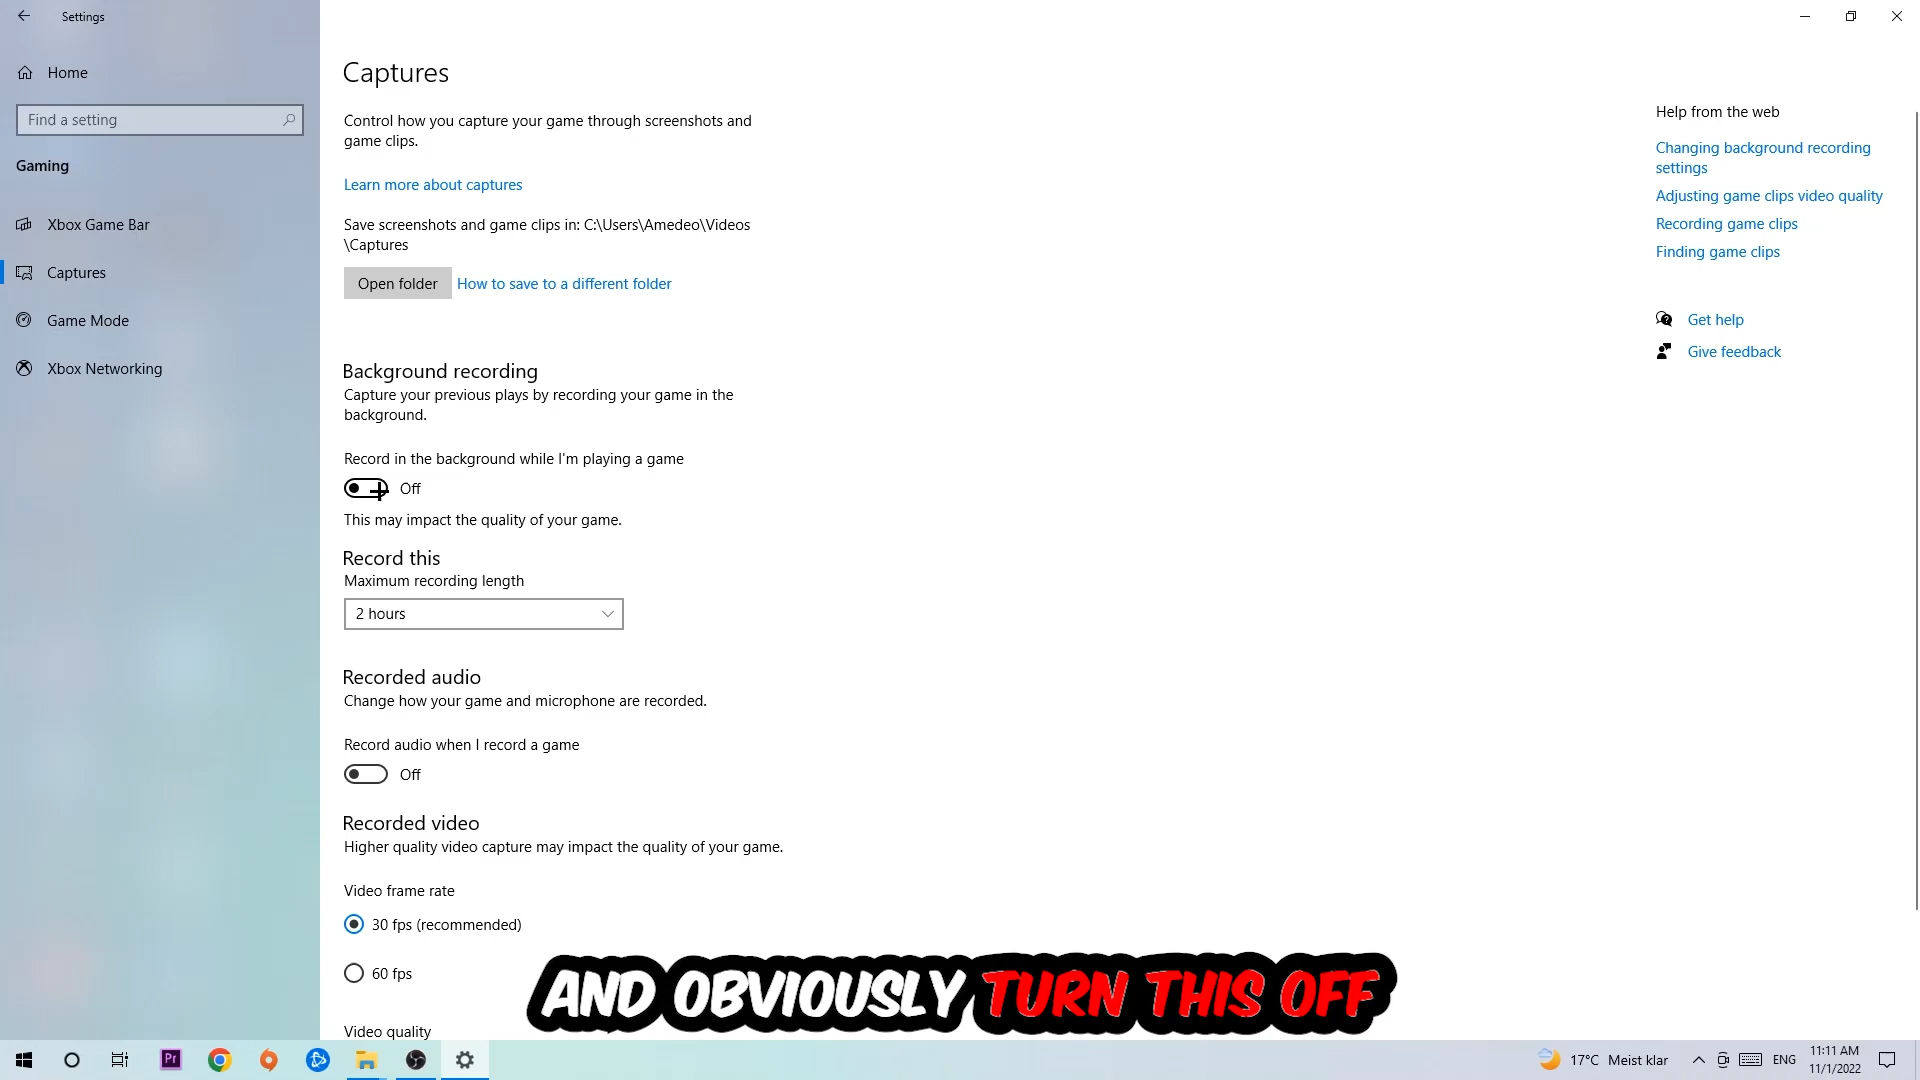 Settings
Home
Find a setting
Gaming
Xbox Game Bar
Captures
Game Mode
Xbox Networking
Captures
Control how you capture your game through screenshots and
game clips.
Learn more about captures
Save screenshots and game clips in: C:\Users\Amedeo\Videos
\Captures
Open folder
How to save to a different folder
Background recording
Capture your previous plays by recording your game in the
background.
Record in the background while I'm playing a game
Off
This may impact the quality of your game.
Record this
Maximum recording length
2 hours
Recorded audio
Change how your game and microphone are recorded.
Record audio when I record a game
Off
Recorded video
Higher quality video capture may impact the quality of your game.
Video frame rate
30 fps (recommended)
60 fps
Video quality
Help from the web
Changing background recording
settings
Adjusting game clips video quality
Recording game clips
Finding game clips
Get help
Give feedback
AND OBVIOUSLY TURN THIS OFF
Pr
17°C Meist klar
ENG
11:11 AM
11/1/2022